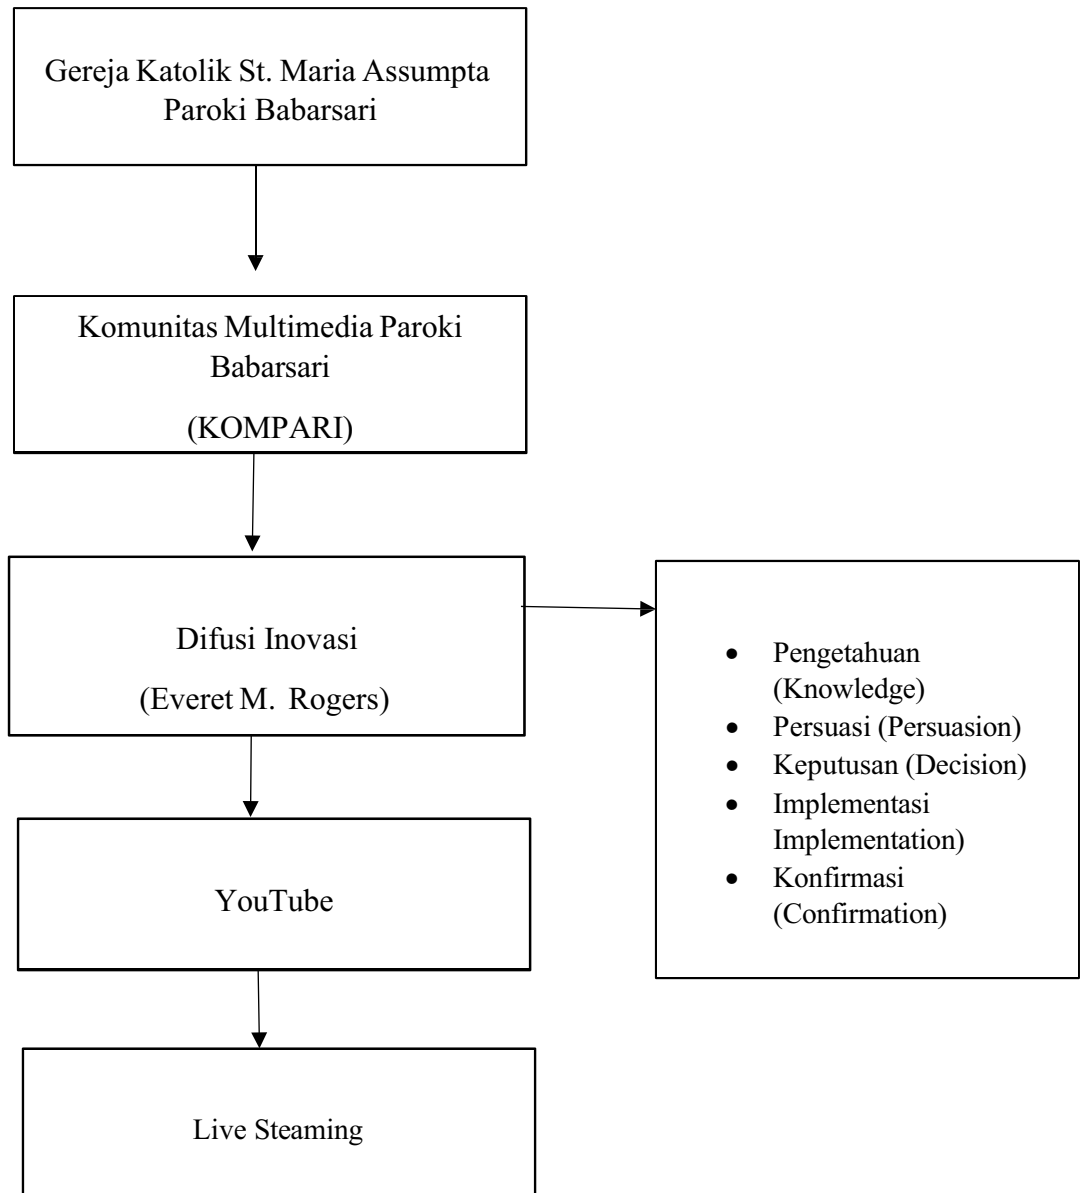 Gereja Katolik St. Maria Assumpta
Paroki Babarsari
Komunitas Multimedia Paroki
Babarsari
(KOMPARI)
Difusi Inovasi
(Everet M. Rogers)
• Pengetahuan
(Knowledge)
• Persuasi (Persuasion)
• Keputusan (Decision)
• Implementasi
Implementation)
• Konfirmasi
(Confirmation)
YouTube
Live Steaming